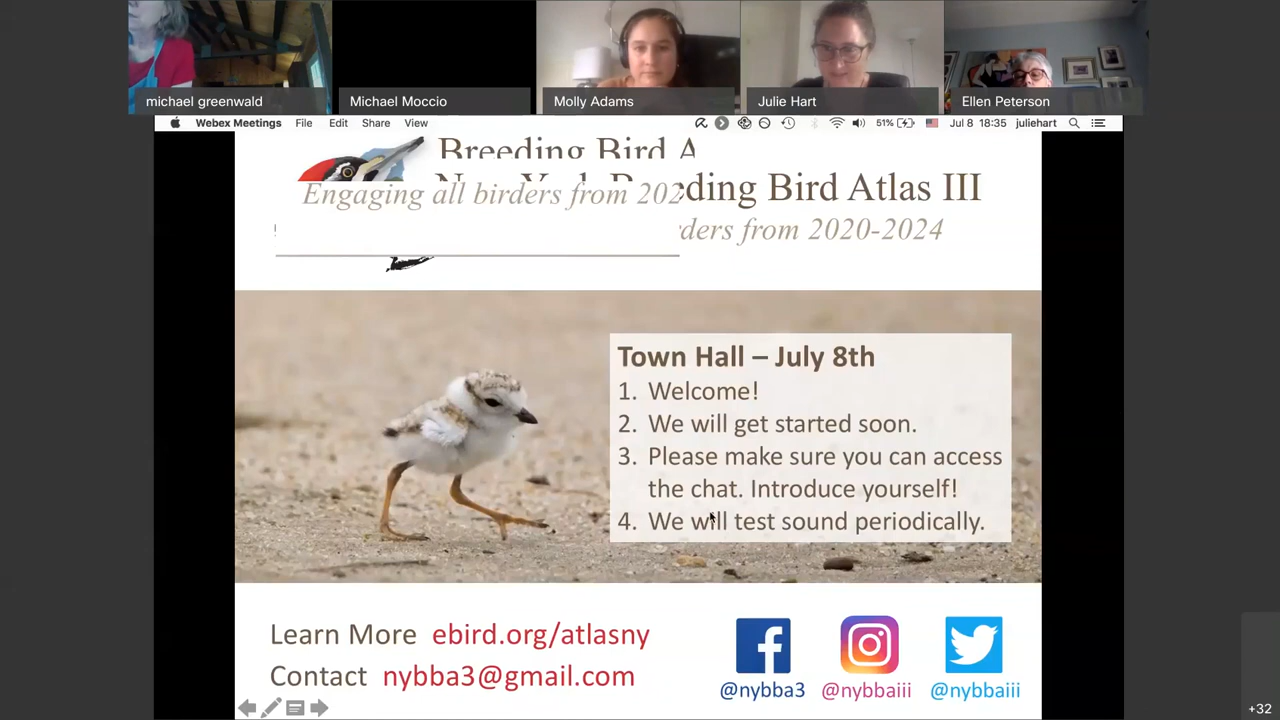 michael greenwald
Michael Moccio
Molly Adams
Julie Hart
Ellen Peterson
Webex Meetings File Edit Share View 51% Jul 8 18:35 juliehart
Breeding Bird A
eding Bird Atlas III
Engaging all birders from 202
ders from 2020-2024
Town Hall – July 8th
1. Welcome!
2. We will get started soon.
3. Please make sure you can access
the chat. Introduce yourself!
4. We will test sound periodically.
Learn More ebird.org/atlasny
Contact nybba3@gmail.com
@nybba3 @nybbaiii @nybbaiii
+32